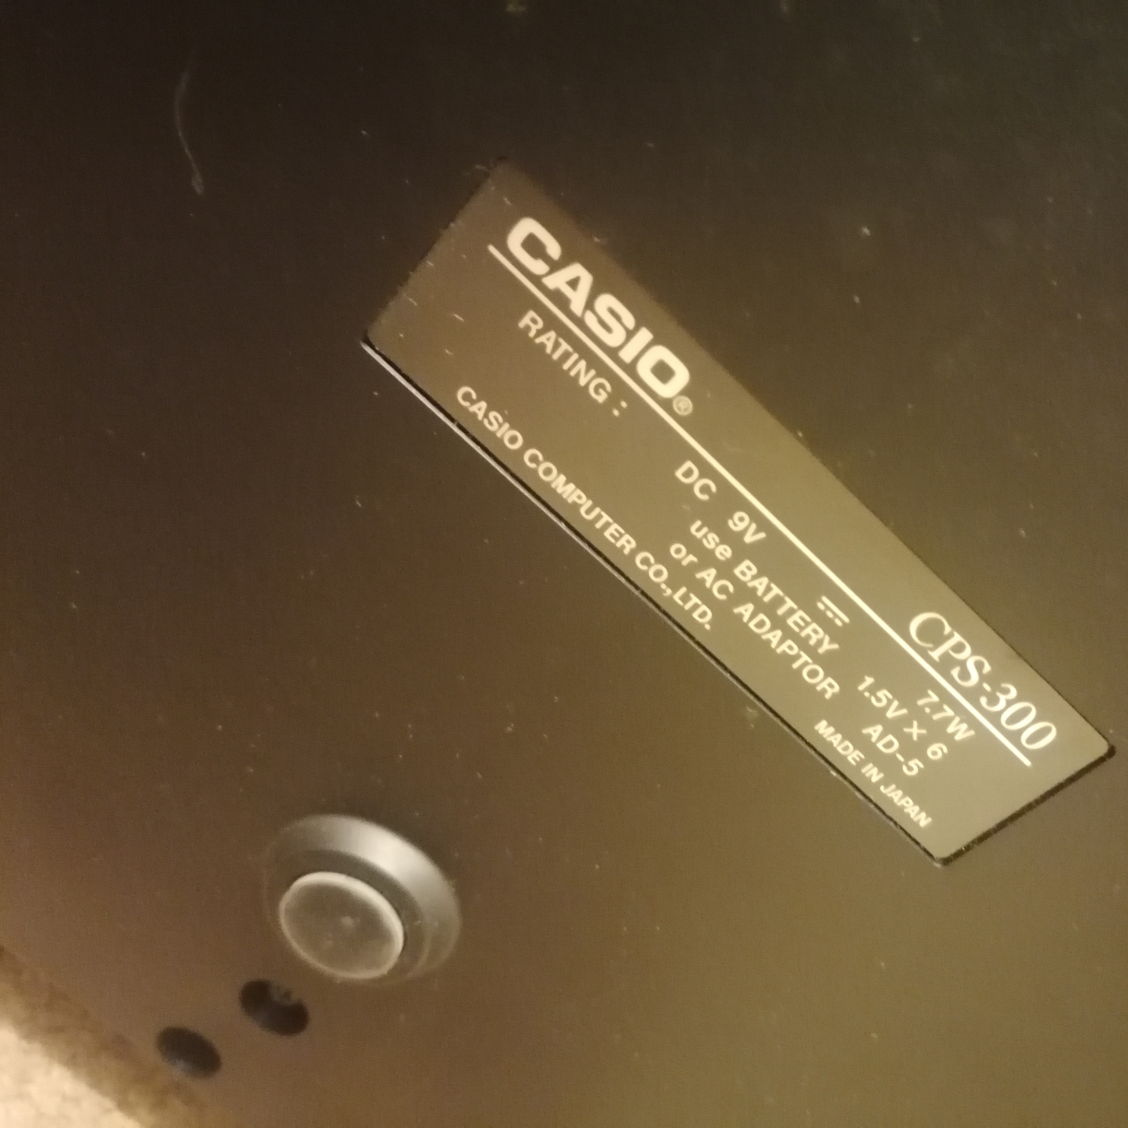 CASIO® CPS-300
RATING : DC 9V ⎓ 7.7W
use BATTERY 1.5V × 6
or AC ADAPTOR AD-5
CASIO COMPUTER CO.,LTD. MADE IN JAPAN